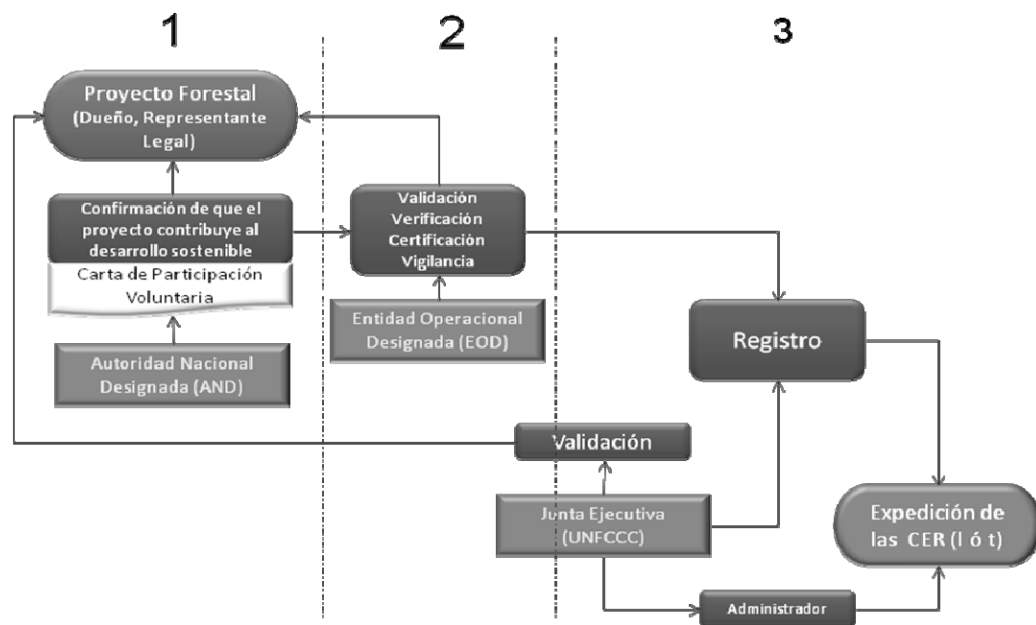 1
2
3
Proyecto Forestal
(Dueño, Representante
Legal)
Confirmación de que el
proyecto contribuye al
desarrollo sostenible
Carta de Participación
Voluntaria
Autoridad Nacional
Designada (AND)
Validación
Verificación
Certificación
Vigilancia
Entidad Operacional
Designada (EOD)
Registro
Validación
Junta Ejecutiva
(UNFCCC)
Expedición de
las CER (l ó t)
Administrador